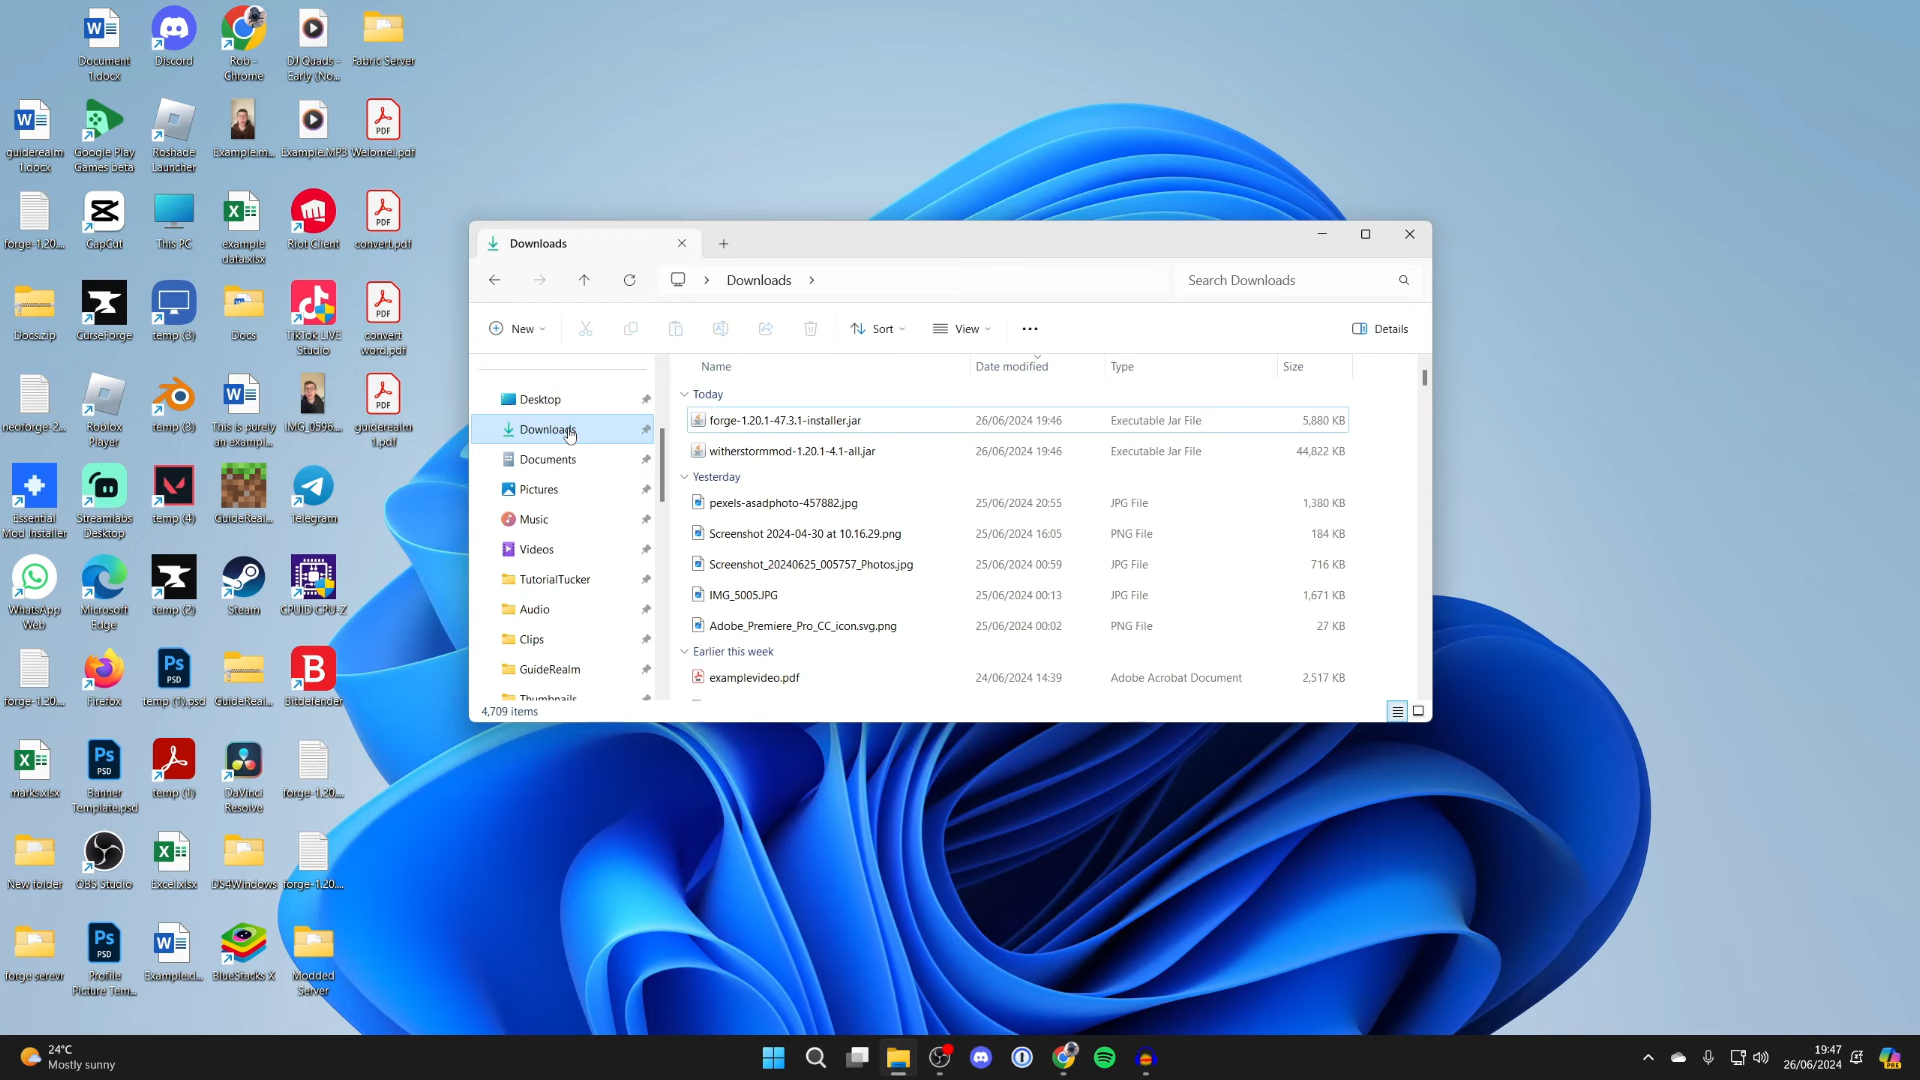 Document
1.docx
Discord
Rob -
Chrome
DJ Quads -
Early (No...
Fabric Server
guiderealm
1.docx
Google Play
Games beta
Roshade
Launcher
Example.m...
Example.MP3
Welome!.pdf
PDF
forge-1.20....
CapCut
This PC
example
data.xlsx
Riot Client
convert.pdf
PDF
Docs.zip
CurseForge
temp (3)
Docs
TikTok LIVE
Studio
convert
word.pdf
PDF
neoforge-2...
Roblox
Player
temp (3)
This is purely
an exampl...
IMG_0596....
guiderealm
1.pdf
PDF
Essential
Mod Installer
Streamlabs
Desktop
temp (4)
GuideReal...
Telegram
WhatsApp
Web
Microsoft
Edge
temp (2)
Steam
CPUID CPU-Z
forge-1.20....
Firefox
temp (1).psd
PSD
GuideReal...
Bitdefender
marks.xlsx
Banner
Template.psd
PSD
temp (1)
DaVinci
Resolve
forge-1.20....
New folder
OBS Studio
Excel.xlsx
DS4Windows
forge-1.20....
forge serevr
Profile
Picture Tem...
PSD
Example.d...
BlueStacks X
Modded
Server
Downloads
Downloads
Search Downloads
New
Sort
View
Details
Desktop
Downloads
Documents
Pictures
Music
Videos
TutorialTucker
Audio
Clips
GuideRealm
Thumbnails
Name Date modified Type Size
Today
forge-1.20.1-47.3.1-installer.jar 26/06/2024 19:46 Executable Jar File 5,880 KB
witherstormmod-1.20.1-4.1-all.jar 26/06/2024 19:46 Executable Jar File 44,822 KB
Yesterday
pexels-asadphoto-457882.jpg 25/06/2024 20:55 JPG File 1,380 KB
Screenshot 2024-04-30 at 10.16.29.png 25/06/2024 16:05 PNG File 184 KB
Screenshot_20240625_005757_Photos.jpg 25/06/2024 00:59 JPG File 716 KB
IMG_5005.JPG 25/06/2024 00:13 JPG File 1,671 KB
Adobe_Premiere_Pro_CC_icon.svg.png 25/06/2024 00:02 PNG File 27 KB
Earlier this week
examplevideo.pdf 24/06/2024 14:39 Adobe Acrobat Document 2,517 KB
4,709 items
24°C
Mostly sunny
19:47
26/06/2024
PRE